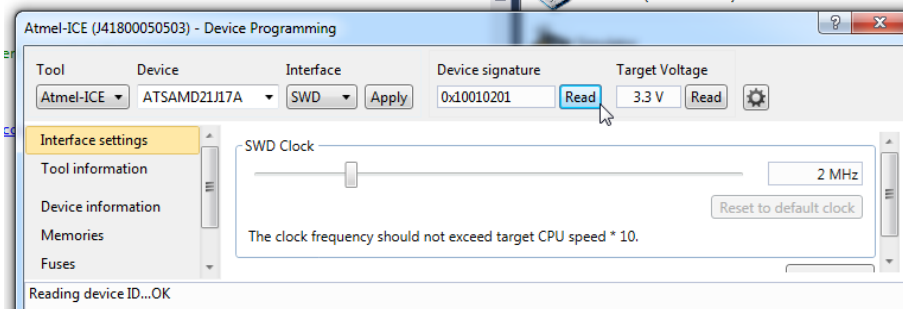 Atmel-ICE (J41800050503) - Device Programming
Tool Device Interface Device signature Target Voltage
Atmel-ICE ATSAMD21J17A SWD Apply 0x10010201 Read 3.3 V Read
Interface settings
Tool information
Device information
Memories
Fuses
SWD Clock
2 MHz
Reset to default clock
The clock frequency should not exceed target CPU speed * 10.
Reading device ID...OK